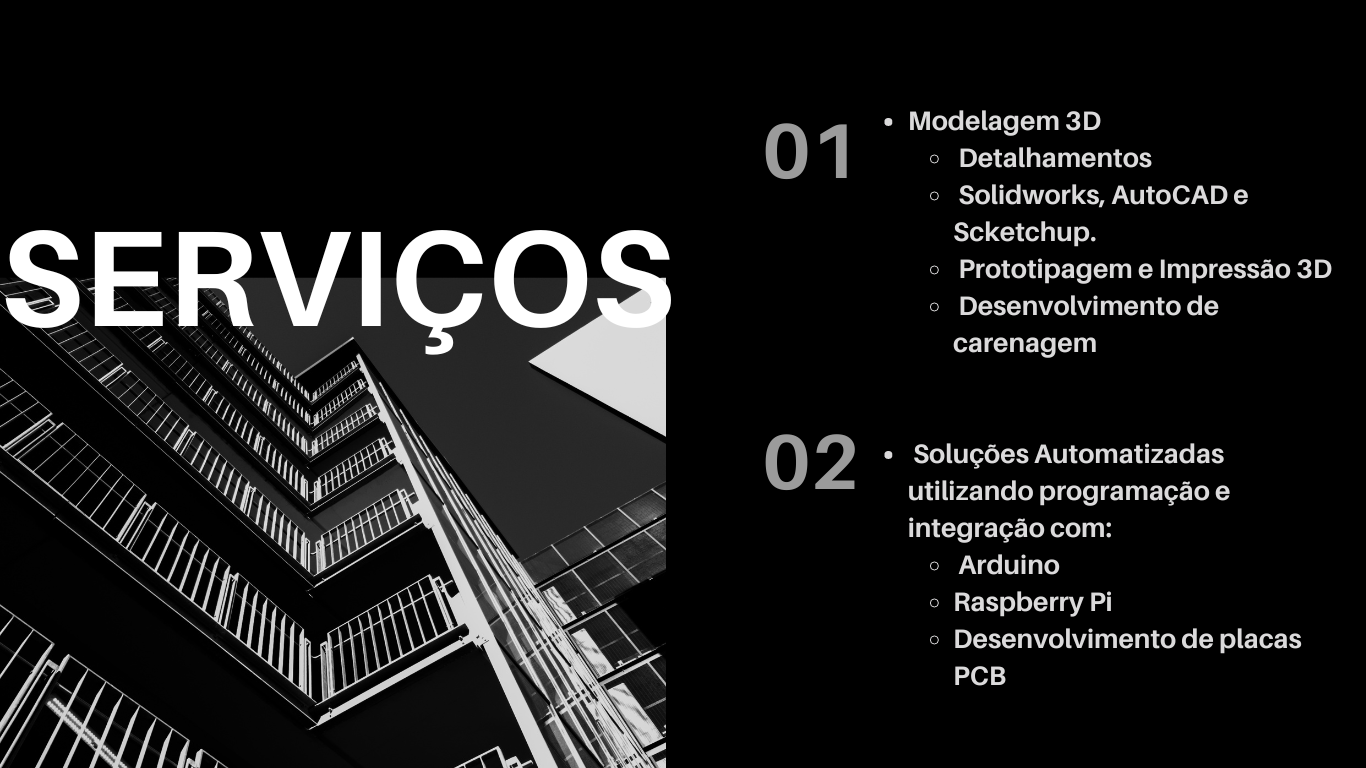 SERVIÇOS
01
• Modelagem 3D
○ Detalhamentos
○ Solidworks, AutoCAD e
Scketchup.
○ Prototipagem e Impressão 3D
○ Desenvolvimento de
carenagem
02
• Soluções Automatizadas
utilizando programação e
integração com:
○ Arduino
○ Raspberry Pi
○ Desenvolvimento de placas
PCB